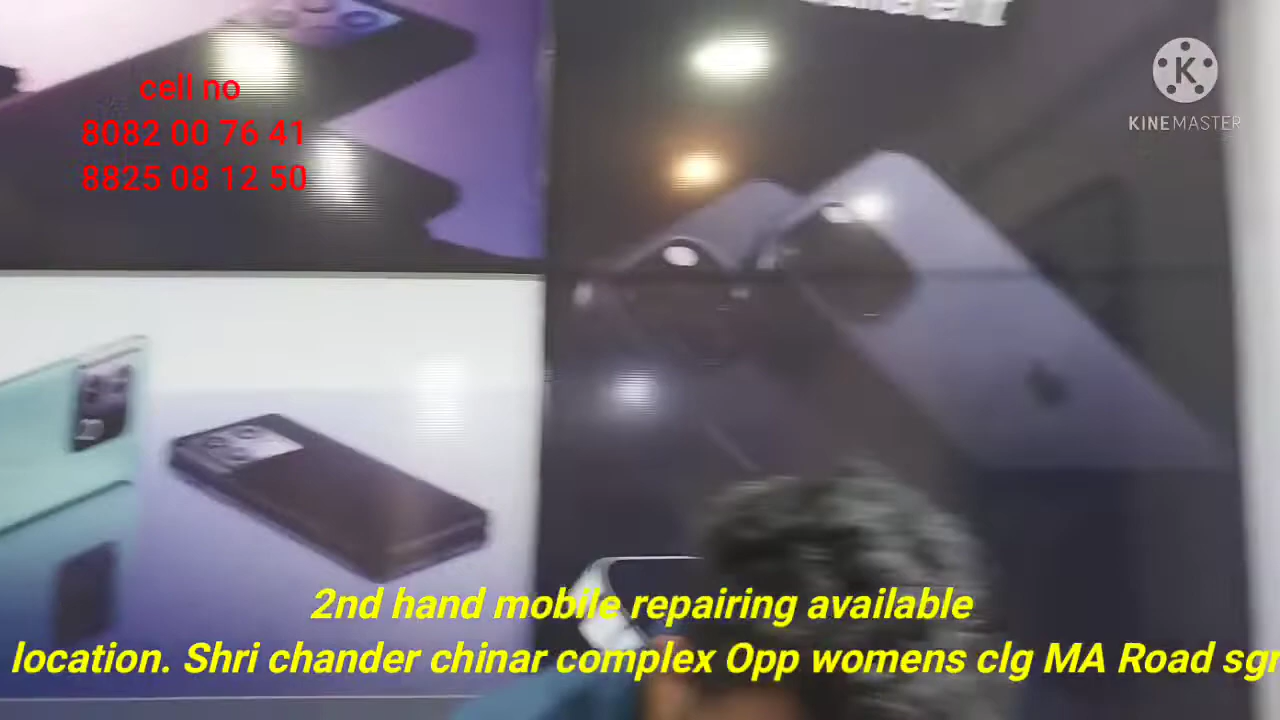 cell no
8082 00 76 41
8825 08 12 50
KINEMASTER
2nd hand mobile repairing available
location. Shri chander chinar complex Opp womens clg MA Road sgr